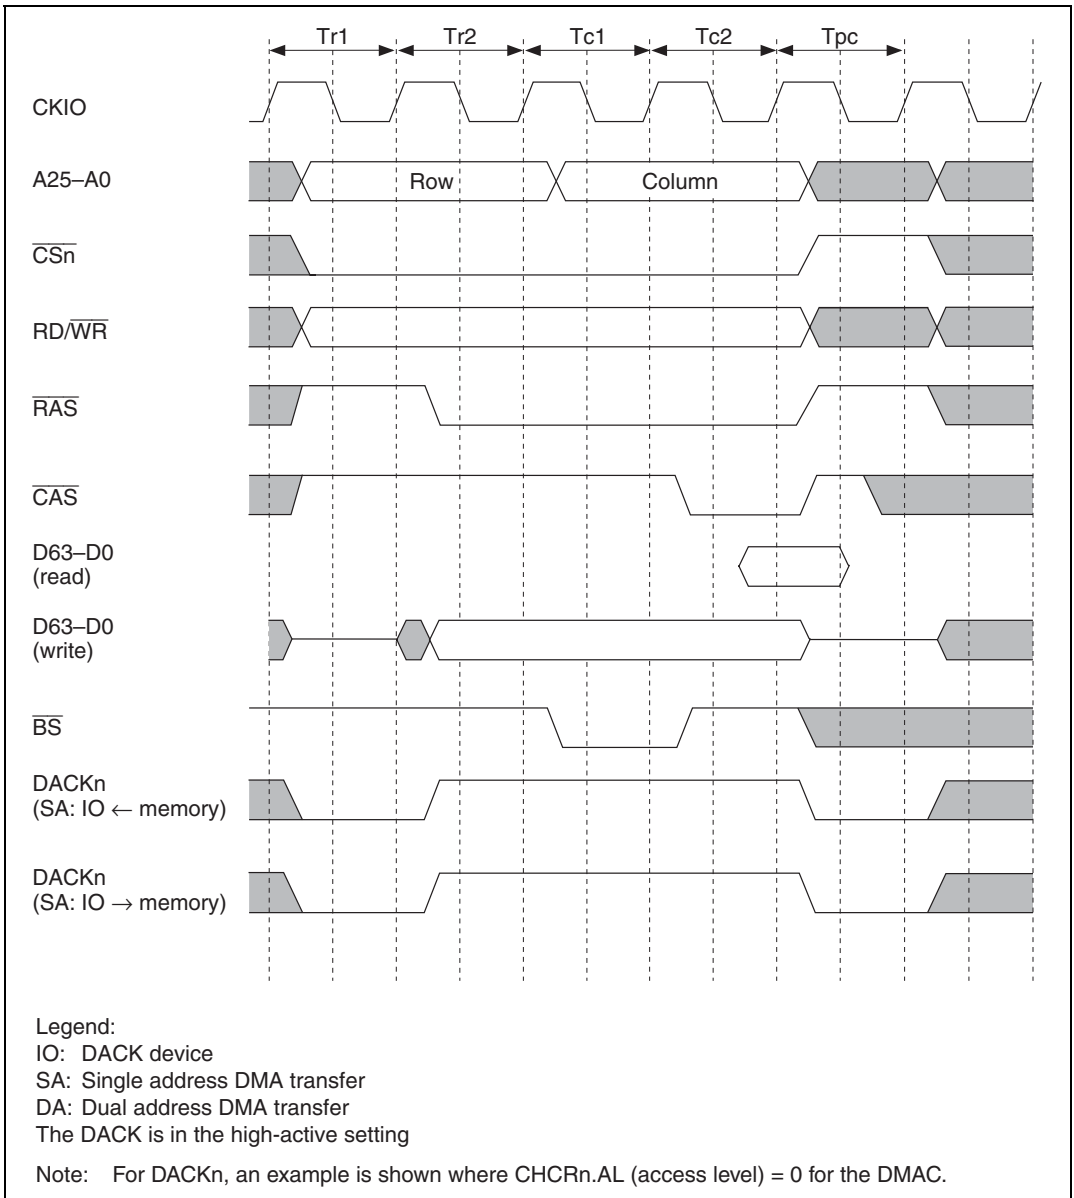 Tr1 Tr2 Tc1 Tc2 Tpc
CKIO
A25–A0 Row Column
CSn
RD/WR
RAS
CAS
D63–D0
(read)
D63–D0
(write)
BS
DACKn
(SA: IO ← memory)
DACKn
(SA: IO → memory)
Legend:
IO: DACK device
SA: Single address DMA transfer
DA: Dual address DMA transfer
The DACK is in the high-active setting
Note: For DACKn, an example is shown where CHCRn.AL (access level) = 0 for the DMAC.